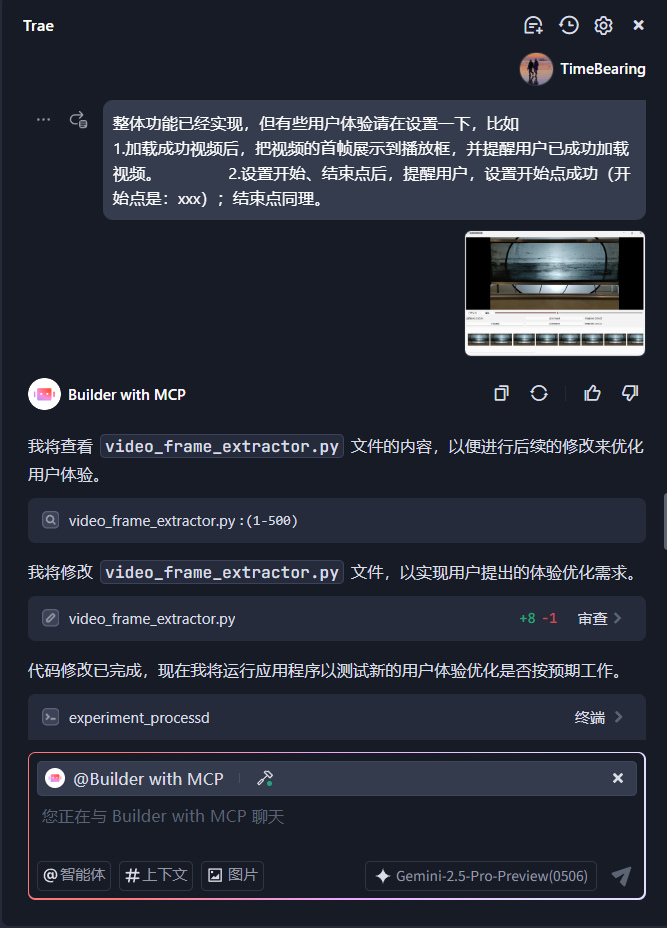 Trae
TimeBearing
整体功能已经实现，但有些用户体验请在设置一下，比如
1.加载成功视频后，把视频的首帧展示到播放框，并提醒用户已成功加载
视频。 2.设置开始、结束点后，提醒用户，设置开始点成功（开
始点是：xxx）；结束点同理。
Builder with MCP
我将查看 video_frame_extractor.py 文件的内容，以便进行后续的修改来优化
用户体验。
video_frame_extractor.py :(1-500)
我将修改 video_frame_extractor.py 文件，以实现用户提出的体验优化需求。
video_frame_extractor.py +8 -1 审查
代码修改已完成，现在我将运行应用程序以测试新的用户体验优化是否按预期工作。
experiment_processd 终端
@Builder with MCP
您正在与 Builder with MCP 聊天
@智能体 #上下文 图片 Gemini-2.5-Pro-Preview(0506)